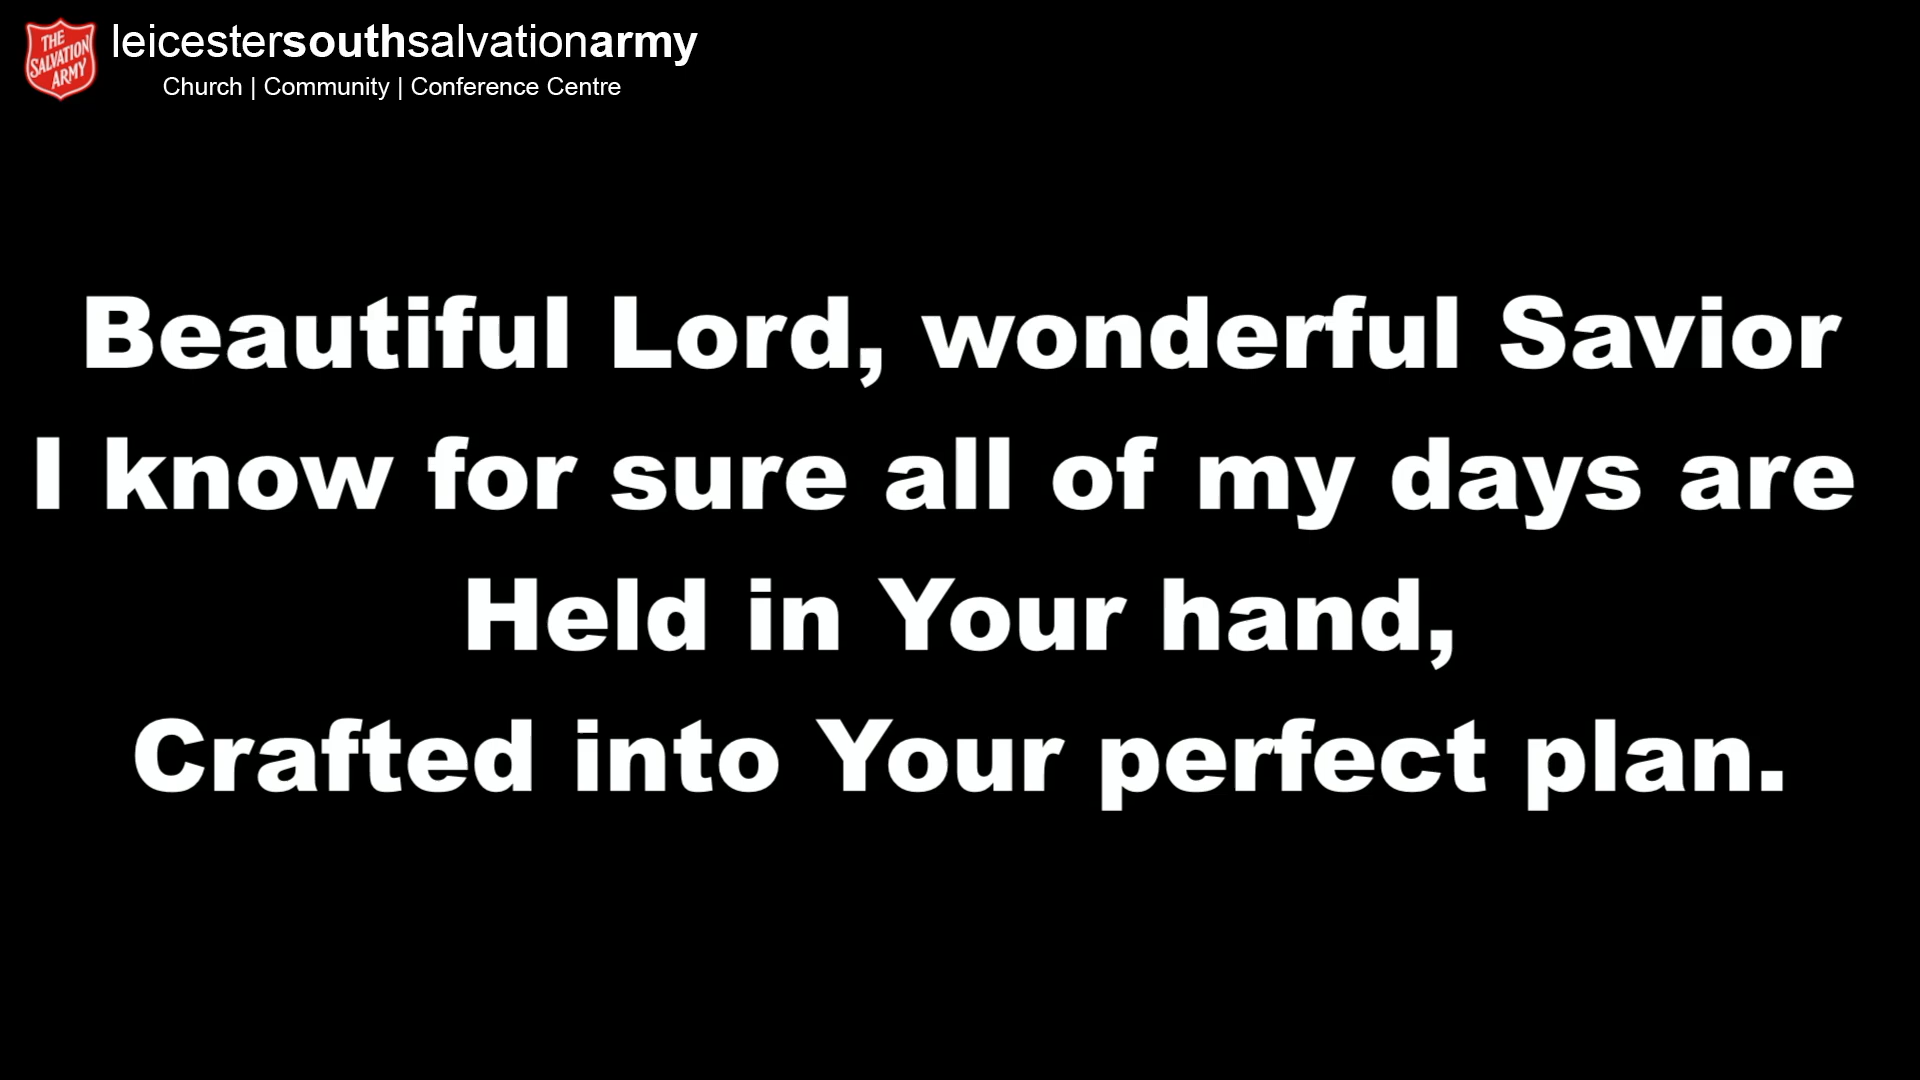 THE
SALVATION
ARMY
leicestersouthsalvationarmy
Church | Community | Conference Centre
Beautiful Lord, wonderful Savior
I know for sure all of my days are
Held in Your hand,
Crafted into Your perfect plan.